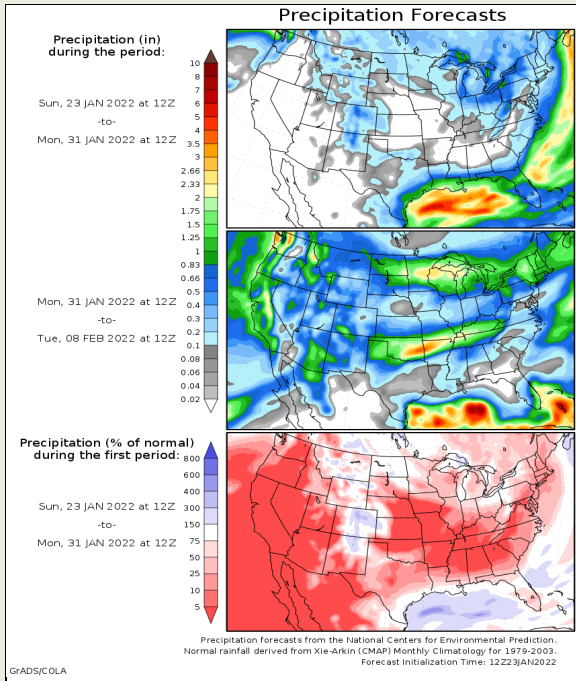 Precipitation Forecasts
Precipitation (in)
during the period:
Sun, 23 JAN 2022 at 12Z
-to-
Mon, 31 JAN 2022 at 12Z
10
8
7
6
5
4
3.5
3
2.66
2.33
2
1.75
1.5
1.25
1
0.83
0.66
0.5
0.4
0.3
0.2
0.1
0.08
0.06
0.04
0.02
Mon, 31 JAN 2022 at 12Z
-to-
Tue, 08 FEB 2022 at 12Z
Precipitation (% of normal)
during the first period:
Sun, 23 JAN 2022 at 12Z
-to-
Mon, 31 JAN 2022 at 12Z
800
600
400
300
150
75
50
25
10
5
Precipitation forecasts from the National Centers for Environmental Prediction.
Normal rainfall derived from Xie-Arkin (CMAP) Monthly Climatology for 1979-2003.
Forecast Initialization Time: 12Z23JAN2022
GrADS/COLA